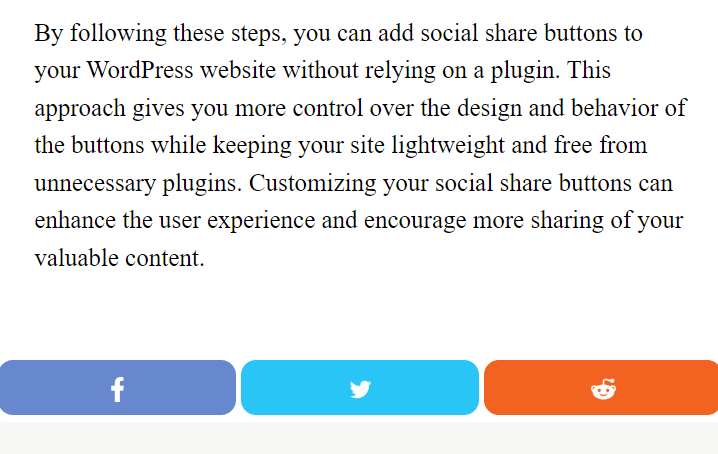 By following these steps, you can add social share buttons to
your WordPress website without relying on a plugin. This
approach gives you more control over the design and behavior of
the buttons while keeping your site lightweight and free from
unnecessary plugins. Customizing your social share buttons can
enhance the user experience and encourage more sharing of your
valuable content.